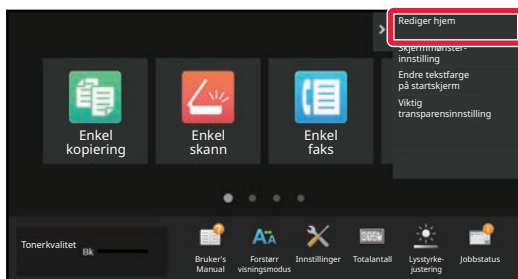 Rediger hjem
Skjermmønster-
innstilling
Endre tekstfarge
på startskjerm
Viktig
transparensinnstilling
Enkel
kopiering
Enkel
skann
Enkel
faks
Tonerkvalitet
Bk
Bruker's
Manual
Forstørr
visningsmodus
Innstillinger
Totalantall
Lysstyrke-
justering
Jobbstatus